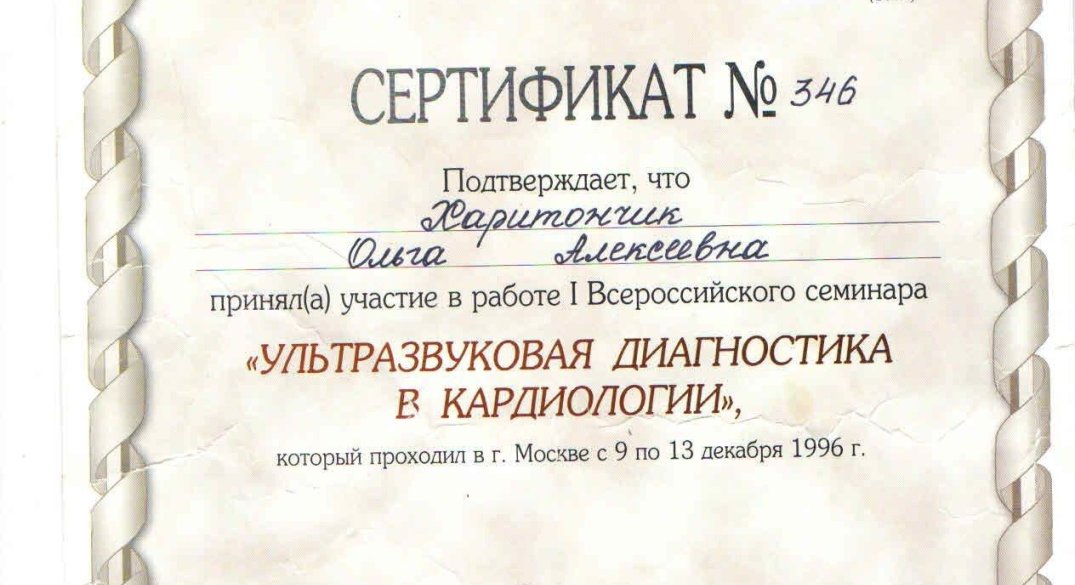 СЕРТИФИКАТ № 346
Подтверждает, что
Харитончик
Ольга Алексеевна
принял(а) участие в работе I Всероссийского семинара
«УЛЬТРАЗВУКОВАЯ ДИАГНОСТИКА
В КАРДИОЛОГИИ»,
который проходил в г. Москве с 9 по 13 декабря 1996 г.